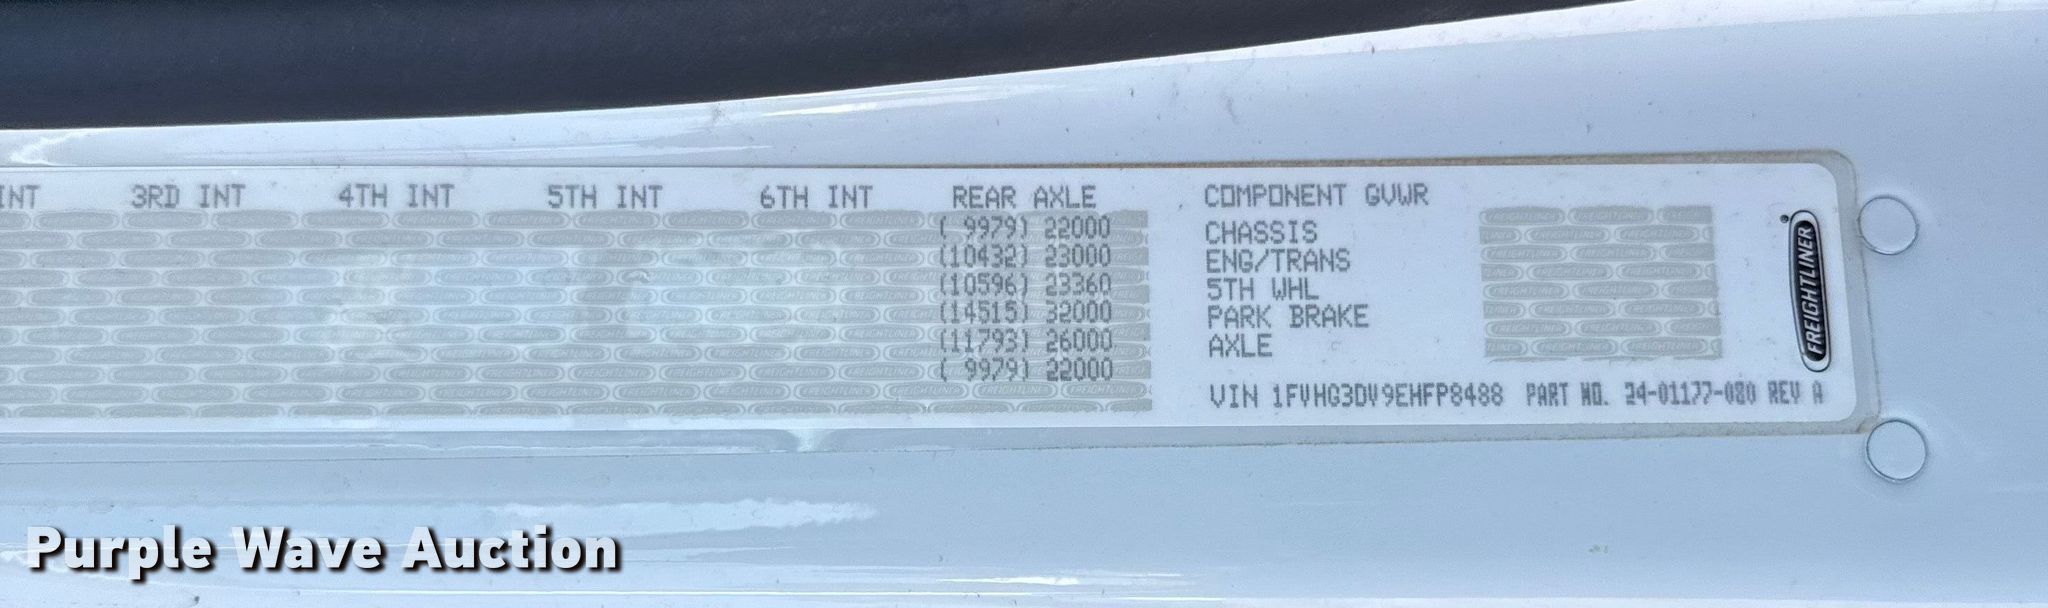 INT 3RD INT 4TH INT 5TH INT 6TH INT REAR AXLE
( 9979) 22000
(10432) 23000
(10596) 23360
(14515) 32000
(11793) 26000
( 9979) 22000
COMPONENT GVWR
CHASSIS
ENG/TRANS
5TH WHL
PARK BRAKE
AXLE
VIN 1FVHG3DV9EHFP8488 PART NO. 24-01177-080 REV A
FREIGHTLINER
Purple Wave Auction